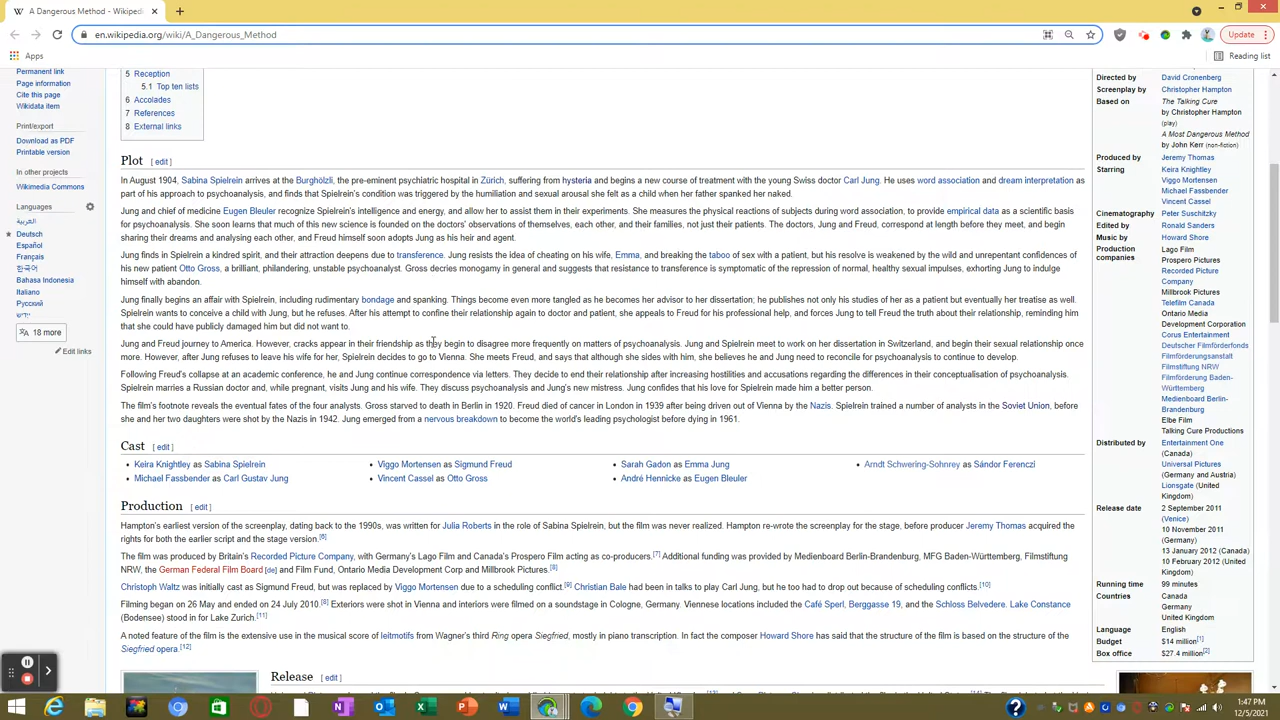 A Dangerous Method - Wikipedi
en.wikipedia.org/wiki/A_Dangerous_Method
Update
Apps
Reading list
Permanent link
Page information
Cite this page
Wikidata item
Print/export
Download as PDF
Printable version
In other projects
Wikimedia Commons
Languages
العربية
Deutsch
Español
Français
हिन्दी
Bahasa Indonesia
Italiano
Русский
ייִדיש
18 more
Edit links
5 Reception
5.1 Top ten lists
6 Accolades
7 References
8 External links
Plot [ edit ]
In August 1904, Sabina Spielrein arrives at the Burghölzli, the pre-eminent psychiatric hospital in Zürich, suffering from hysteria and begins a new course of treatment with the young Swiss doctor Carl Jung. He uses word association and dream interpretation as
part of his approach to psychoanalysis, and finds that Spielrein's condition was triggered by the humiliation and sexual arousal she felt as a child when her father spanked her naked.
Jung and chief of medicine Eugen Bleuler recognize Spielrein's intelligence and energy, and allow her to assist them in their experiments. She measures the physical reactions of subjects during word association, to provide empirical data as a scientific basis
for psychoanalysis. She soon learns that much of this new science is founded on the doctors' observations of themselves, each other, and their families, not just their patients. The doctors, Jung and Freud, correspond at length before they meet, and begin
sharing their dreams and analysing each other, and Freud himself soon adopts Jung as his heir and agent.
Jung finds in Spielrein a kindred spirit, and their attraction deepens due to transference. Jung resists the idea of cheating on his wife, Emma, and breaking the taboo of sex with a patient, but his resolve is weakened by the wild and unrepentant confidences of
his new patient Otto Gross, a brilliant, philandering, unstable psychoanalyst. Gross decries monogamy in general and suggests that resistance to transference is symptomatic of the repression of normal, healthy sexual impulses, exhorting Jung to indulge
himself with abandon.
Jung finally begins an affair with Spielrein, including rudimentary bondage and spanking. Things become even more tangled as he becomes her advisor to her dissertation; he publishes not only his studies of her as a patient but eventually her treatise as well.
Spielrein wants to conceive a child with Jung, but he refuses. After his attempt to confine their relationship again to doctor and patient, she appeals to Freud for his professional help, and forces Jung to tell Freud the truth about their relationship, reminding him
that she could have publicly damaged him but did not want to.
Jung and Freud journey to America. However, cracks appear in their friendship as they begin to disagree more frequently on matters of psychoanalysis. Jung and Spielrein meet to work on her dissertation in Switzerland, and begin their sexual relationship once
more. However, after Jung refuses to leave his wife for her, Spielrein decides to go to Vienna. She meets Freud, and says that although she sides with him, she believes he and Jung need to reconcile for psychoanalysis to continue to develop.
Following Freud's collapse at an academic conference, he and Jung continue correspondence via letters. They decide to end their relationship after increasing hostilities and accusations regarding the differences in their conceptualisation of psychoanalysis.
Spielrein marries a Russian doctor and, while pregnant, visits Jung and his wife. They discuss psychoanalysis and Jung's new mistress. Jung confides that his love for Spielrein made him a better person.
The film's footnote reveals the eventual fates of the four analysts. Gross starved to death in Berlin in 1920. Freud died of cancer in London in 1939 after being driven out of Vienna by the Nazis. Spielrein trained a number of analysts in the Soviet Union, before
she and her two daughters were shot by the Nazis in 1942. Jung emerged from a nervous breakdown to become the world's leading psychologist before dying in 1961.
Cast [ edit ]
Keira Knightley as Sabina Spielrein
Michael Fassbender as Carl Gustav Jung
Viggo Mortensen as Sigmund Freud
Vincent Cassel as Otto Gross
Sarah Gadon as Emma Jung
André Hennicke as Eugen Bleuler
Arndt Schwering-Sohnrey as Sándor Ferenczi
Production [ edit ]
Hampton's earliest version of the screenplay, dating back to the 1990s, was written for Julia Roberts in the role of Sabina Spielrein, but the film was never realized. Hampton re-wrote the screenplay for the stage, before producer Jeremy Thomas acquired the
rights for both the earlier script and the stage version.[6]
The film was produced by Britain's Recorded Picture Company, with Germany's Lago Film and Canada's Prospero Film acting as co-producers.[7] Additional funding was provided by Medienboard Berlin-Brandenburg, MFG Baden-Württemberg, Filmstiftung
NRW, the German Federal Film Board [de] and Film Fund, Ontario Media Development Corp and Millbrook Pictures.[8]
Christoph Waltz was initially cast as Sigmund Freud, but was replaced by Viggo Mortensen due to a scheduling conflict.[9] Christian Bale had been in talks to play Carl Jung, but he too had to drop out because of scheduling conflicts.[10]
Filming began on 26 May and ended on 24 July 2010.[8] Exteriors were shot in Vienna and interiors were filmed on a soundstage in Cologne, Germany. Viennese locations included the Café Sperl, Berggasse 19, and the Schloss Belvedere. Lake Constance
(Bodensee) stood in for Lake Zurich.[11]
A noted feature of the film is the extensive use in the musical score of leitmotifs from Wagner's third Ring opera Siegfried, mostly in piano transcription. In fact the composer Howard Shore has said that the structure of the film is based on the structure of the
Siegfried opera.[12]
Release [ edit ]
Directed by David Cronenberg
Screenplay by Christopher Hampton
Based on The Talking Cure
by Christopher Hampton
(play)
A Most Dangerous Method
by John Kerr (non-fiction)
Produced by Jeremy Thomas
Starring Keira Knightley
Viggo Mortensen
Michael Fassbender
Vincent Cassel
Cinematography Peter Suschitzky
Edited by Ronald Sanders
Music by Howard Shore
Production companies Lago Film
Prospero Pictures
Recorded Picture
Company
Millbrook Pictures
Telefilm Canada
Ontario Media
Development Corporation
Corus Entertainment
Filmförderungsanstalt
Filmstiftung NRW
Filmförderung Baden-
Württemberg
Medienboard Berlin-
Brandenburg
Elbe Film
Talking Cure Productions
Distributed by Entertainment One
(Canada)
Universal Pictures
(Germany and Austria)
Lionsgate (United
Kingdom)
Release date 2 September 2011
(Venice)
10 November 2011
(Germany)
13 January 2012 (Canada)
10 February 2012 (United
Kingdom)
Running time 99 minutes
Countries Canada
Germany
United Kingdom
Language English
Budget $14 million[1]
Box office $27.4 million[2]
1:47 PM
12/5/2021